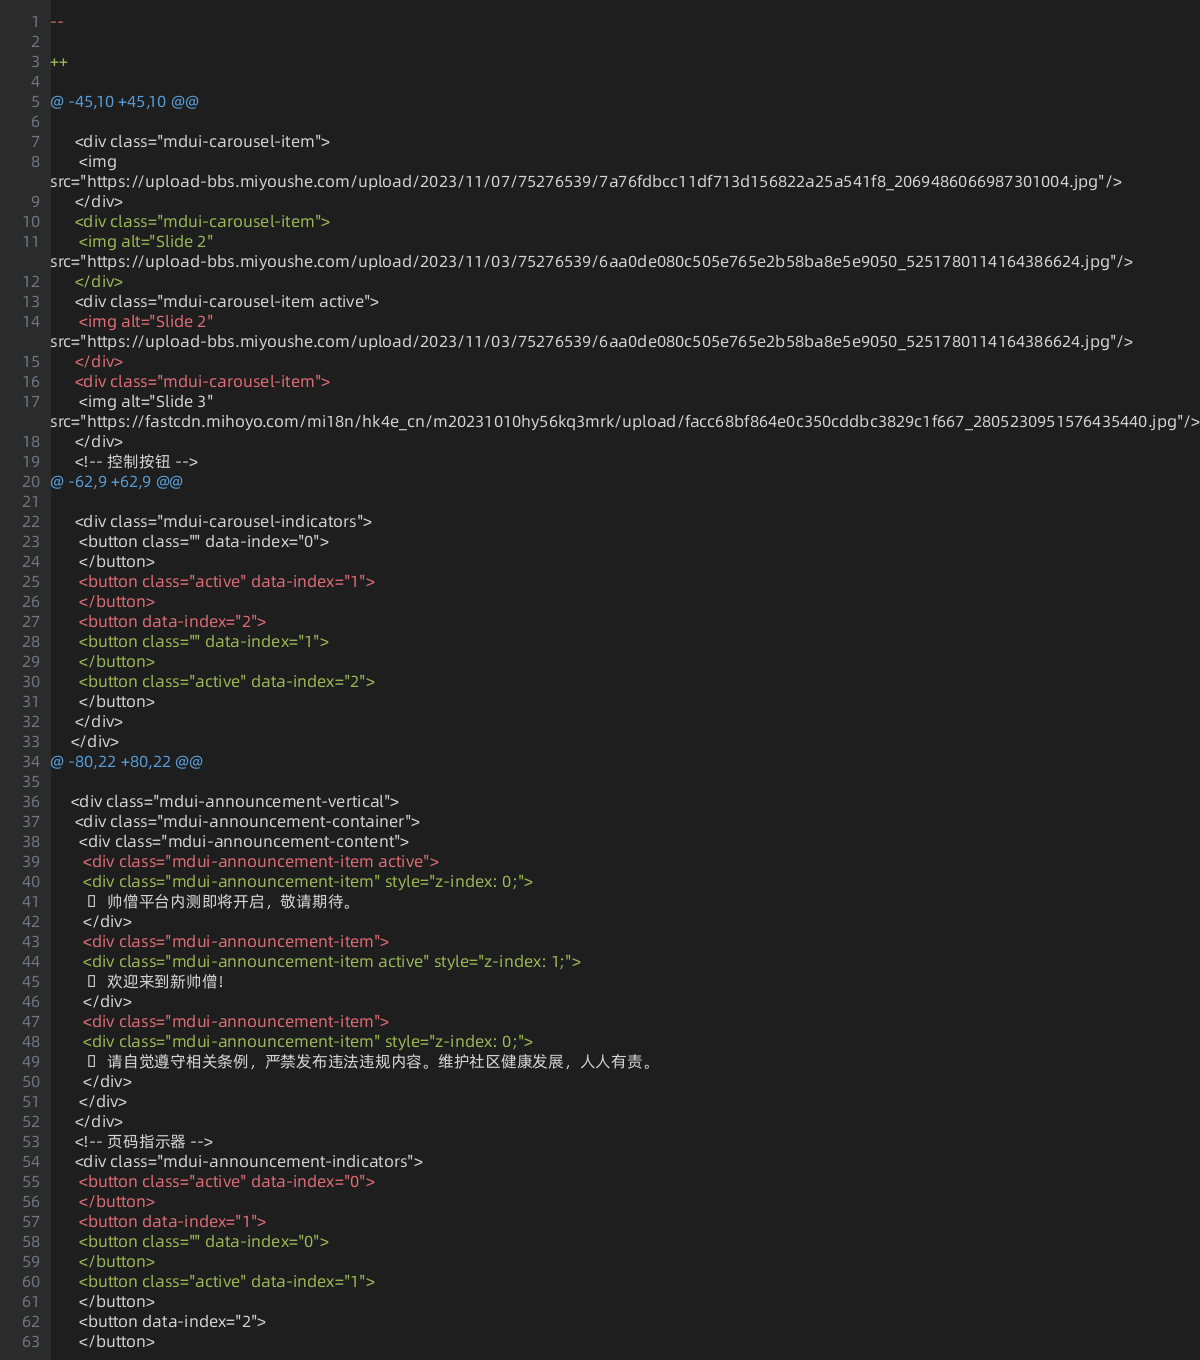 1 --
2
3 ++
4
5 @ -45,10 +45,10 @@
6
7 <div class="mdui-carousel-item">
8 <img
src="https://upload-bbs.miyoushe.com/upload/2023/11/07/75276539/7a76fdbcc11df713d156822a25a541f8_2069486066987301004.jpg"/>
9 </div>
10 <div class="mdui-carousel-item">
11 <img alt="Slide 2"
src="https://upload-bbs.miyoushe.com/upload/2023/11/03/75276539/6aa0de080c505e765e2b58ba8e5e9050_5251780114164386624.jpg"/>
12 </div>
13 <div class="mdui-carousel-item active">
14 <img alt="Slide 2"
src="https://upload-bbs.miyoushe.com/upload/2023/11/03/75276539/6aa0de080c505e765e2b58ba8e5e9050_5251780114164386624.jpg"/>
15 </div>
16 <div class="mdui-carousel-item">
17 <img alt="Slide 3"
src="https://fastcdn.mihoyo.com/mi18n/hk4e_cn/m20231010hy56kq3mrk/upload/facc68bf864e0c350cddbc3829c1f667_2805230951576435440.jpg"/>
18 </div>
19 <!-- 控制按钮 -->
20 @ -62,9 +62,9 @@
21
22 <div class="mdui-carousel-indicators">
23 <button class="" data-index="0">
24 </button>
25 <button class="active" data-index="1">
26 </button>
27 <button data-index="2">
28 <button class="" data-index="1">
29 </button>
30 <button class="active" data-index="2">
31 </button>
32 </div>
33 </div>
34 @ -80,22 +80,22 @@
35
36 <div class="mdui-announcement-vertical">
37 <div class="mdui-announcement-container">
38 <div class="mdui-announcement-content">
39 <div class="mdui-announcement-item active">
40 <div class="mdui-announcement-item" style="z-index: 0;">
41 帅僧平台内测即将开启，敬请期待。
42 </div>
43 <div class="mdui-announcement-item">
44 <div class="mdui-announcement-item active" style="z-index: 1;">
45 欢迎来到新帅僧！
46 </div>
47 <div class="mdui-announcement-item">
48 <div class="mdui-announcement-item" style="z-index: 0;">
49 请自觉遵守相关条例，严禁发布违法违规内容。维护社区健康发展，人人有责。
50 </div>
51 </div>
52 </div>
53 <!-- 页码指示器 -->
54 <div class="mdui-announcement-indicators">
55 <button class="active" data-index="0">
56 </button>
57 <button data-index="1">
58 <button class="" data-index="0">
59 </button>
60 <button class="active" data-index="1">
61 </button>
62 <button data-index="2">
63 </button>